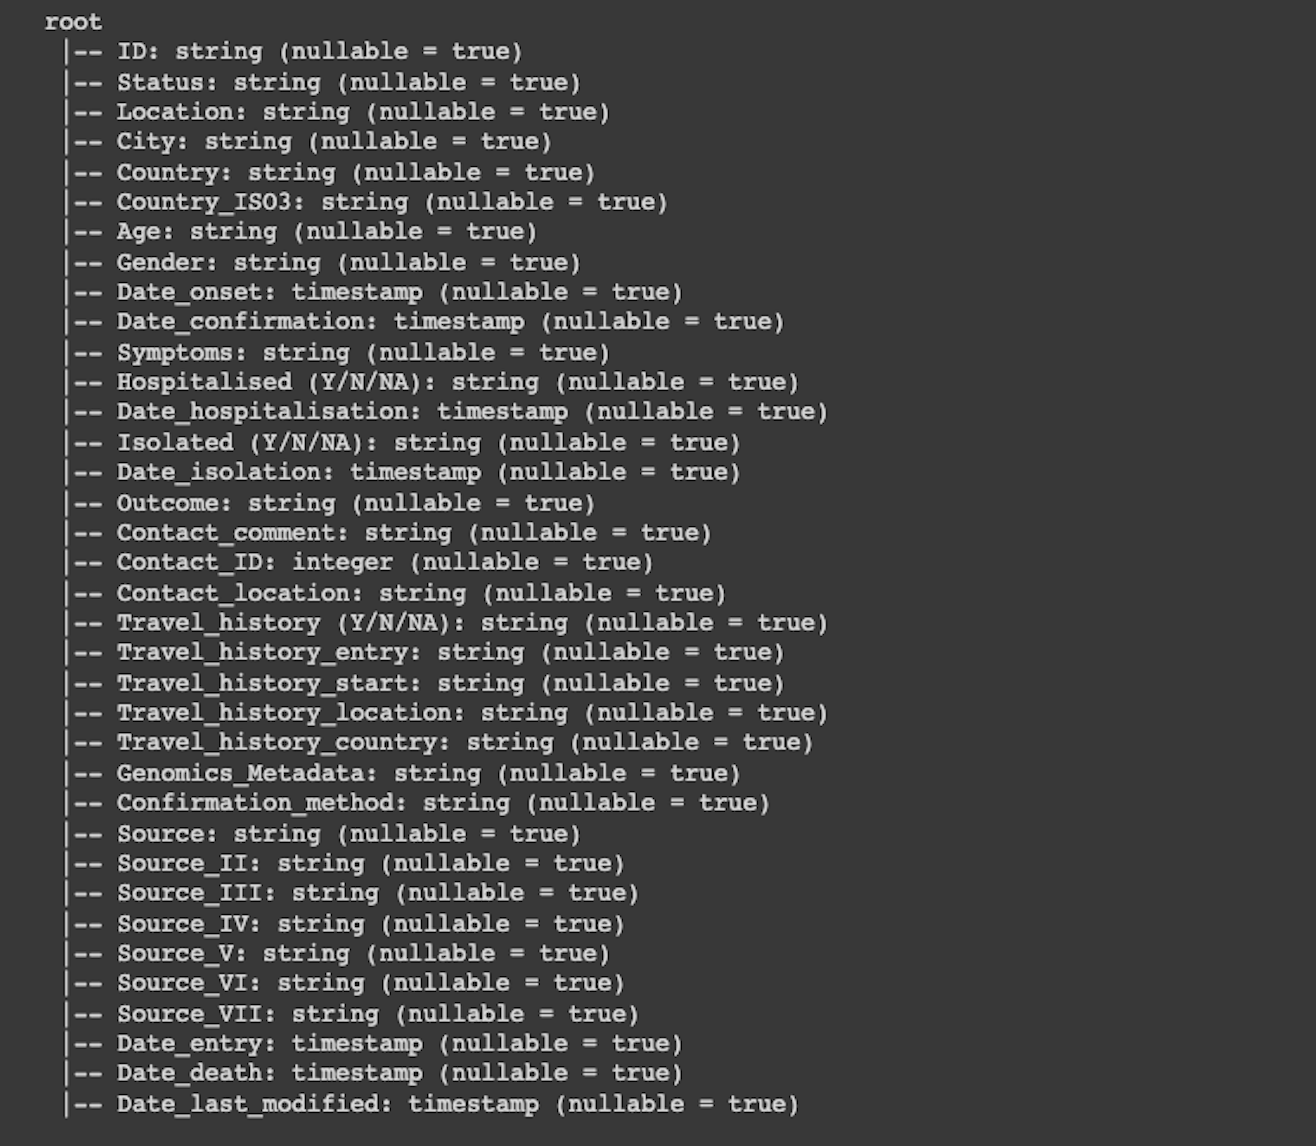 root
 |-- ID: string (nullable = true)
 |-- Status: string (nullable = true)
 |-- Location: string (nullable = true)
 |-- City: string (nullable = true)
 |-- Country: string (nullable = true)
 |-- Country_ISO3: string (nullable = true)
 |-- Age: string (nullable = true)
 |-- Gender: string (nullable = true)
 |-- Date_onset: timestamp (nullable = true)
 |-- Date_confirmation: timestamp (nullable = true)
 |-- Symptoms: string (nullable = true)
 |-- Hospitalised (Y/N/NA): string (nullable = true)
 |-- Date_hospitalisation: timestamp (nullable = true)
 |-- Isolated (Y/N/NA): string (nullable = true)
 |-- Date_isolation: timestamp (nullable = true)
 |-- Outcome: string (nullable = true)
 |-- Contact_comment: string (nullable = true)
 |-- Contact_ID: integer (nullable = true)
 |-- Contact_location: string (nullable = true)
 |-- Travel_history (Y/N/NA): string (nullable = true)
 |-- Travel_history_entry: string (nullable = true)
 |-- Travel_history_start: string (nullable = true)
 |-- Travel_history_location: string (nullable = true)
 |-- Travel_history_country: string (nullable = true)
 |-- Genomics_Metadata: string (nullable = true)
 |-- Confirmation_method: string (nullable = true)
 |-- Source: string (nullable = true)
 |-- Source_II: string (nullable = true)
 |-- Source_III: string (nullable = true)
 |-- Source_IV: string (nullable = true)
 |-- Source_V: string (nullable = true)
 |-- Source_VI: string (nullable = true)
 |-- Source_VII: string (nullable = true)
 |-- Date_entry: timestamp (nullable = true)
 |-- Date_death: timestamp (nullable = true)
 |-- Date_last_modified: timestamp (nullable = true)